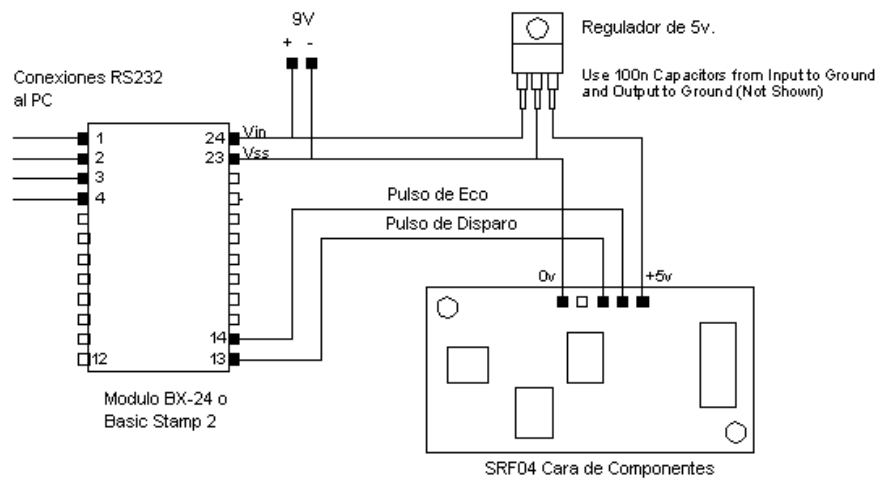 9V
+ -
Regulador de 5v.
Use 100n Capacitors from Input to Ground
and Output to Ground (Not Shown)
Conexiones RS232
al PC
1 24 Vin
2 23 Vss
3
4
Pulso de Eco
Pulso de Disparo
0v +5v
14
12 13
Modulo BX-24 o
Basic Stamp 2
SRF04 Cara de Componentes